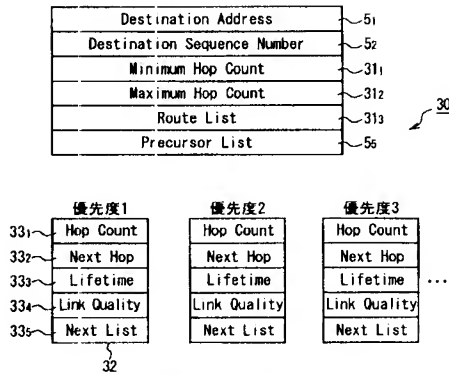 Destination Address 5₁
Destination Sequence Number 5₂
Minimum Hop Count 31₁
Maximum Hop Count 31₂
Route List 31₃
Precursor List 5₅
30
優先度1 優先度2 優先度3
33₁ Hop Count Hop Count Hop Count
33₂ Next Hop Next Hop Next Hop
33₃ Lifetime Lifetime Lifetime ...
33₄ Link Quality Link Quality Link Quality
33₅ Next List Next List Next List
32